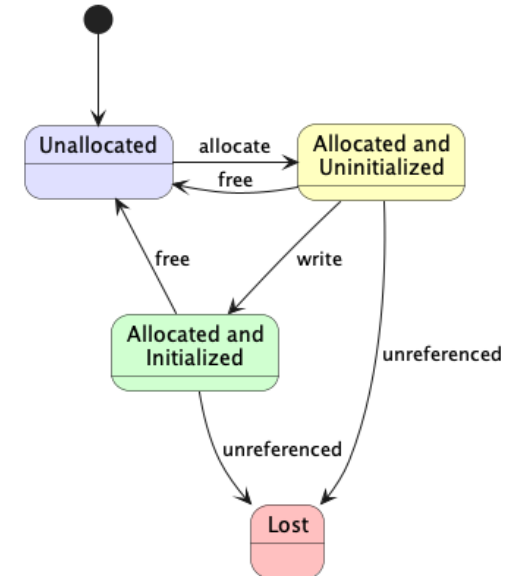 Unallocated
allocate
Allocated and
Uninitialized
free
free
write
Allocated and
Initialized
unreferenced
unreferenced
Lost